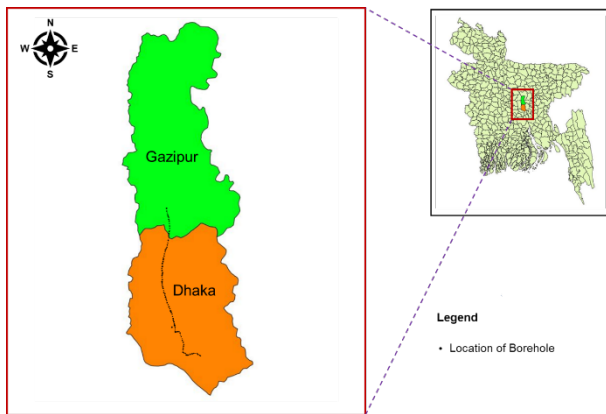 N
W E
S
Gazipur
Dhaka
Legend
• Location of Borehole